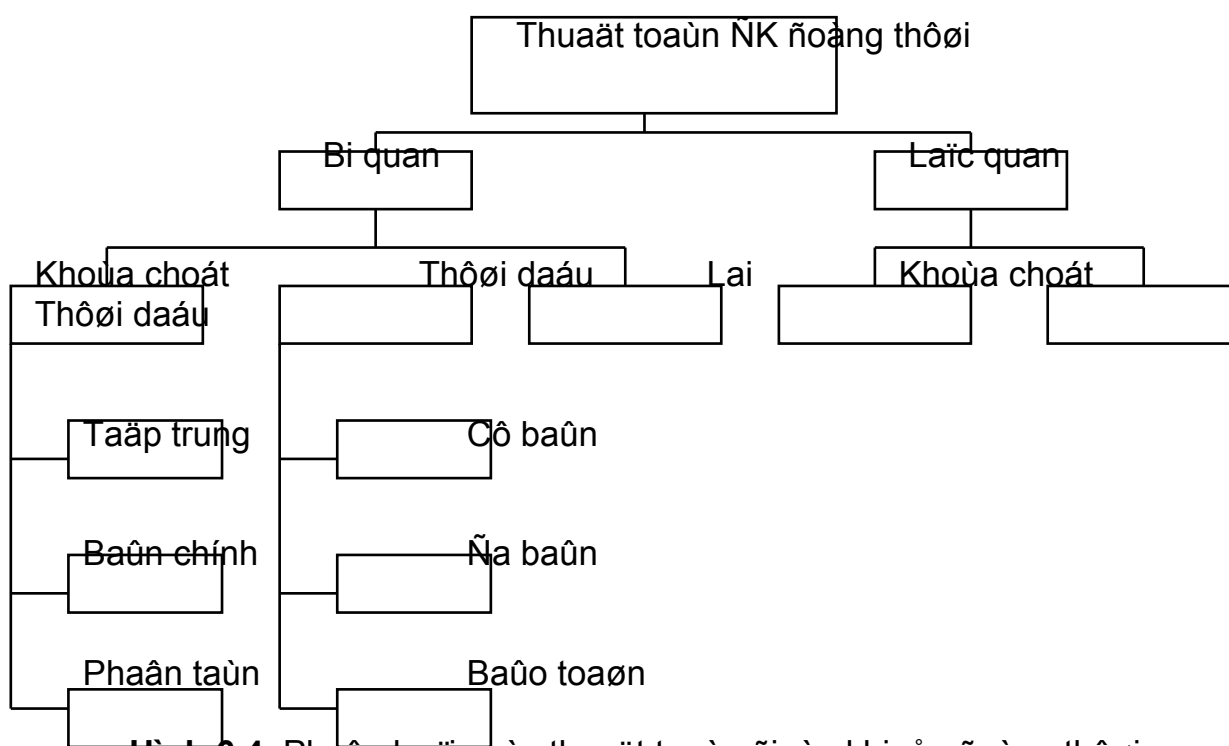 Thuaät toaùn ÑK ñoàng thôøi
Bi quan Laïc quan
Khoùa choát Thôøi daáu Lai Khoùa choát
Thôøi daáu
Taäp trung Cô baûn
Baûn chính Ña baûn
Phaân taùn Baûo toaøn